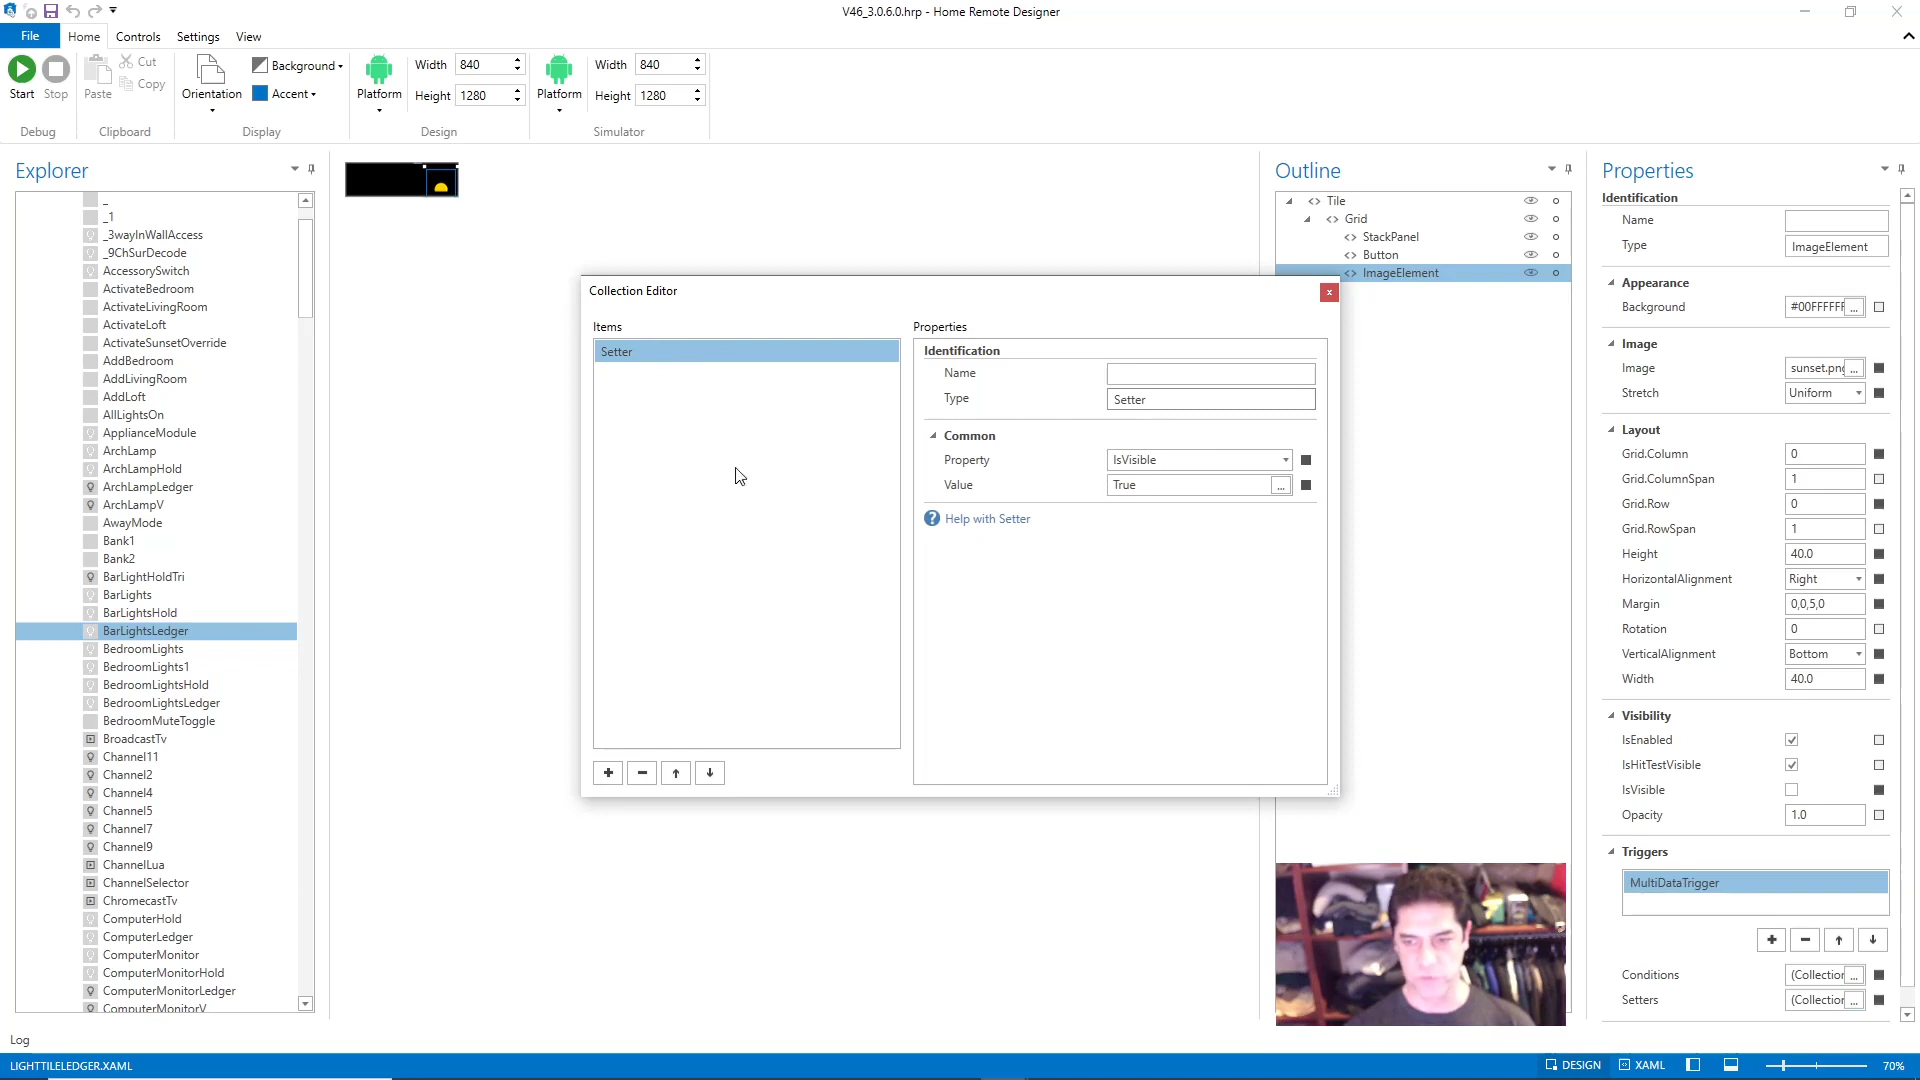 V46_3.0.6.0.hrp - Home Remote Designer
File
Home
Controls
Settings
View
Start
Stop
Debug
Paste
Cut
Copy
Clipboard
Orientation
Background
Accent
Display
Platform
Width 840
Height 1280
Design
Platform
Width 840
Height 1280
Simulator
Explorer
_
_1
_3wayInWallAccess
_9ChSurDecode
AccessorySwitch
ActivateBedroom
ActivateLivingRoom
ActivateLoft
ActivateSunsetOverride
AddBedroom
AddLivingRoom
AddLoft
AllLightsOn
ApplianceModule
ArchLamp
ArchLampHold
ArchLampLedger
ArchLampV
AwayMode
Bank1
Bank2
BarLightHoldTri
BarLights
BarLightsHold
BarLightsLedger
BedroomLights
BedroomLights1
BedroomLightsHold
BedroomLightsLedger
BedroomMuteToggle
BroadcastTv
Channel11
Channel2
Channel4
Channel5
Channel7
Channel9
ChannelLua
ChannelSelector
ChromecastTv
ComputerHold
ComputerLedger
ComputerMonitor
ComputerMonitorHold
ComputerMonitorLedger
ComputerMonitorV
Collection Editor
x
Items
Setter
Properties
Identification
Name
Type Setter
Common
Property IsVisible
Value True ...
? Help with Setter
Outline
<> Tile
<> Grid
<> StackPanel
<> Button
<> ImageElement
Properties
Identification
Name
Type ImageElement
Appearance
Background #00FFFFFF ...
Image
Image sunset.png ...
Stretch Uniform
Layout
Grid.Column 0
Grid.ColumnSpan 1
Grid.Row 0
Grid.RowSpan 1
Height 40.0
HorizontalAlignment Right
Margin 0,0,5,0
Rotation 0
VerticalAlignment Bottom
Width 40.0
Visibility
IsEnabled
IsHitTestVisible
IsVisible
Opacity 1.0
Triggers
MultiDataTrigger
Conditions (Collection ...
Setters (Collection ...
Log
LIGHTTILELEDGER.XAML
DESIGN
XAML
70%